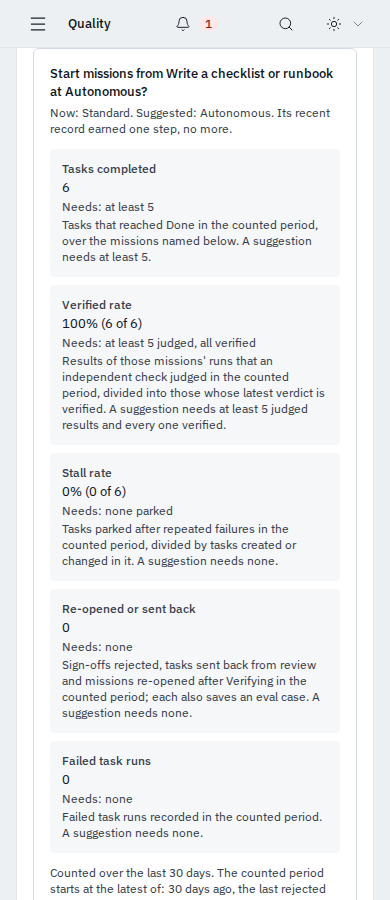 Quality
1
Start missions from Write a checklist or runbook
at Autonomous?
Now: Standard. Suggested: Autonomous. Its recent
record earned one step, no more.
Tasks completed
6
Needs: at least 5
Tasks that reached Done in the counted period,
over the missions named below. A suggestion
needs at least 5.
Verified rate
100% (6 of 6)
Needs: at least 5 judged, all verified
Results of those missions' runs that an
independent check judged in the counted
period, divided into those whose latest verdict is
verified. A suggestion needs at least 5 judged
results and every one verified.
Stall rate
0% (0 of 6)
Needs: none parked
Tasks parked after repeated failures in the
counted period, divided by tasks created or
changed in it. A suggestion needs none.
Re-opened or sent back
0
Needs: none
Sign-offs rejected, tasks sent back from review
and missions re-opened after Verifying in the
counted period; each also saves an eval case. A
suggestion needs none.
Failed task runs
0
Needs: none
Failed task runs recorded in the counted period.
A suggestion needs none.
Counted over the last 30 days. The counted period
starts at the latest of: 30 days ago, the last rejected